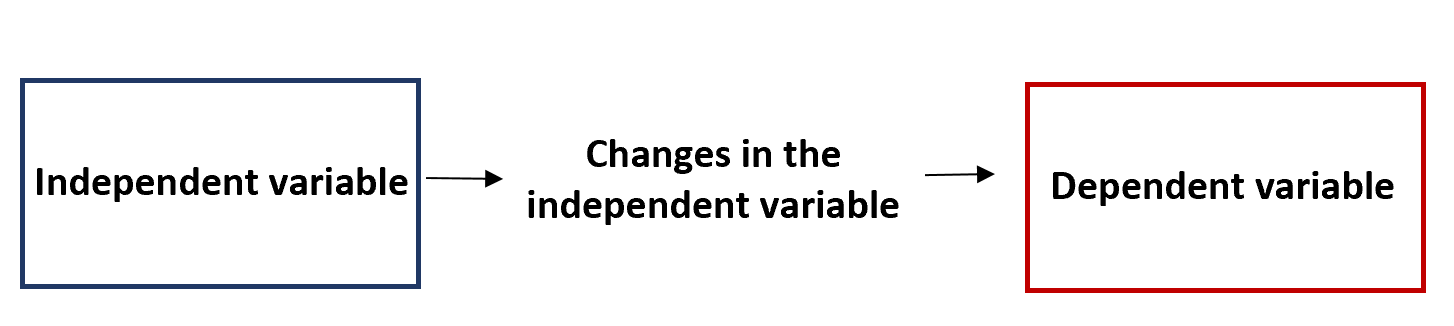 Independent variable
Changes in the
independent variable
Dependent variable